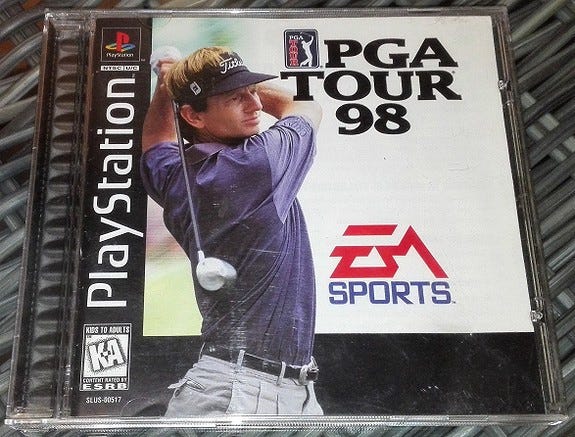 PlayStation
NTSC U/C
PlayStation
KIDS TO ADULTS
K-A
CONTENT RATED BY
ESRB
SLUS-00517
Titleist
PGA TOUR
PGA
TOUR
98
EA
SPORTS